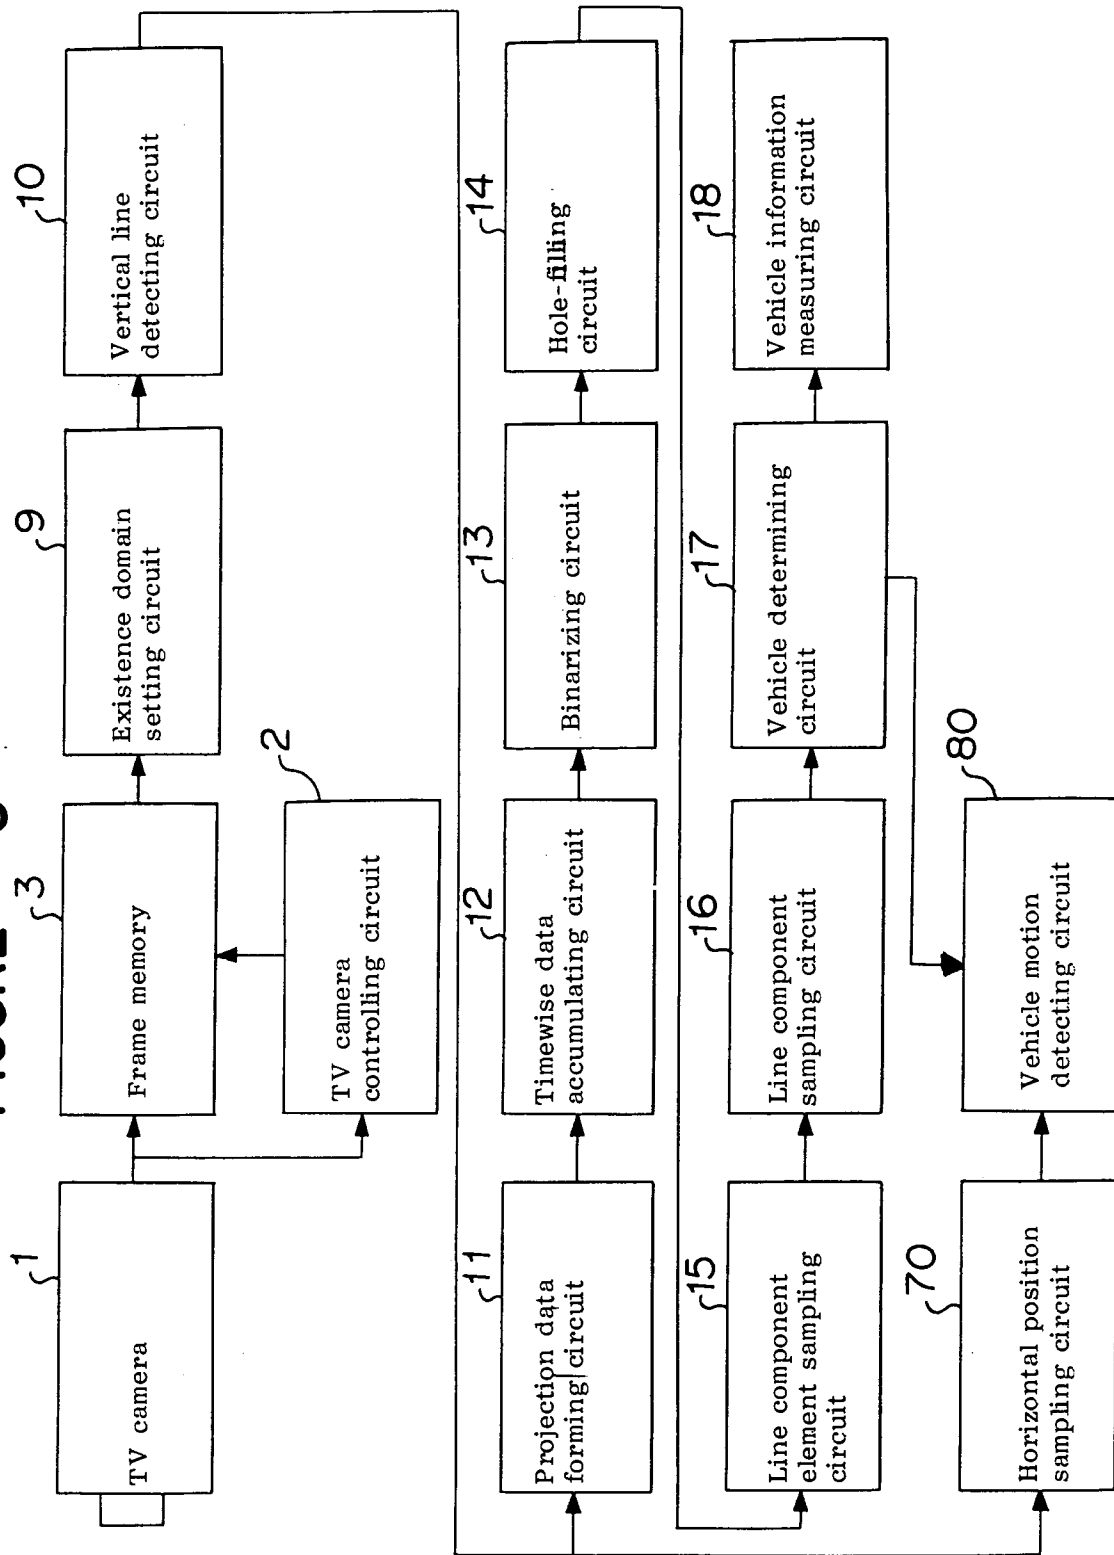 1
TV camera
3
Frame memory
2
TV camera
controlling circuit
9
Existence domain
setting circuit
10
Vertical line
detecting circuit
11
Projection data
forming circuit
12
Timewise data
accumulating circuit
13
Binarizing circuit
14
Hole-filling
circuit
15
Line component
element sampling
circuit
16
Line component
sampling circuit
17
Vehicle determining
circuit
18
Vehicle information
measuring circuit
70
Horizontal position
sampling circuit
80
Vehicle motion
detecting circuit